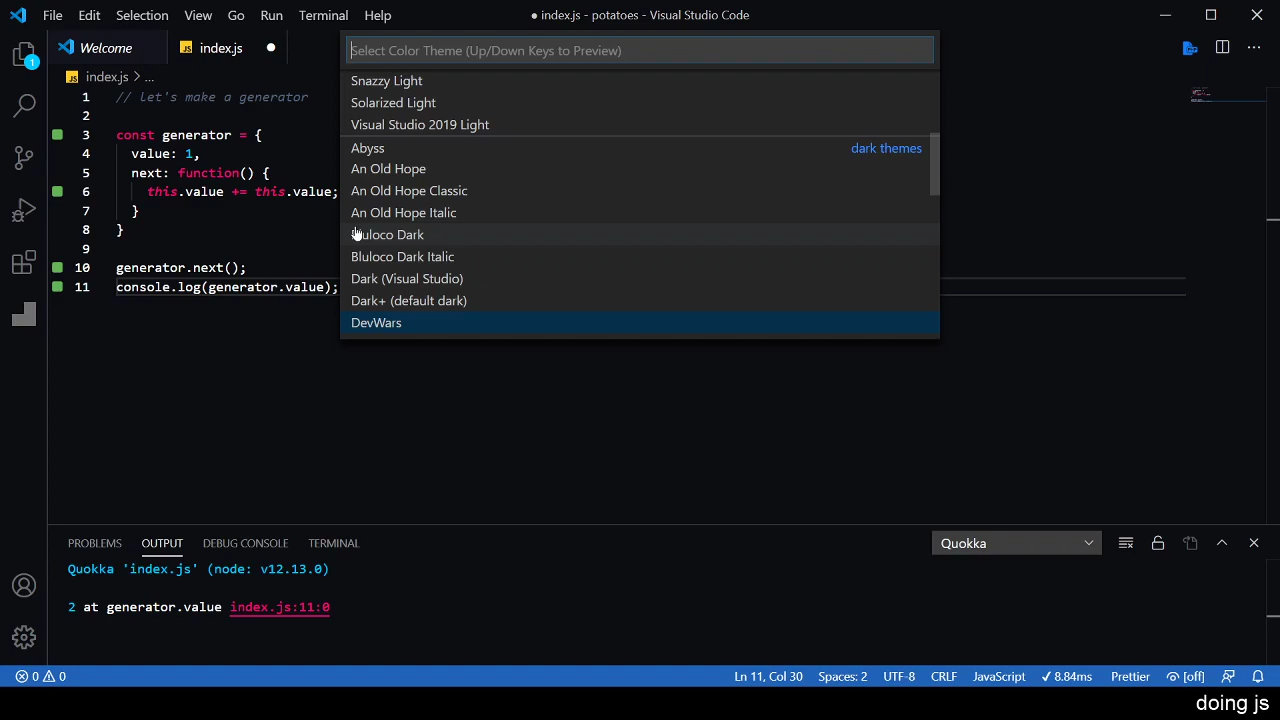 File Edit Selection View Go Run Terminal Help
● index.js - potatoes - Visual Studio Code
Welcome
JS index.js ●
Select Color Theme (Up/Down Keys to Preview)
JS index.js > ...
1 // let's make a generator
2
3 const generator = {
4 value: 1,
5 next: function() {
6 this.value += this.value;
7 }
8 }
9
10 generator.next();
11 console.log(generator.value);
Snazzy Light
Solarized Light
Visual Studio 2019 Light
Abyss dark themes
An Old Hope
An Old Hope Classic
An Old Hope Italic
Bluloco Dark
Bluloco Dark Italic
Dark (Visual Studio)
Dark+ (default dark)
DevWars
1
PROBLEMS OUTPUT DEBUG CONSOLE TERMINAL
Quokka
Quokka 'index.js' (node: v12.13.0)
2 at generator.value index.js:11:0
0 0
Ln 11, Col 30 Spaces: 2 UTF-8 CRLF JavaScript ✓ 8.84ms Prettier [off]
doing js